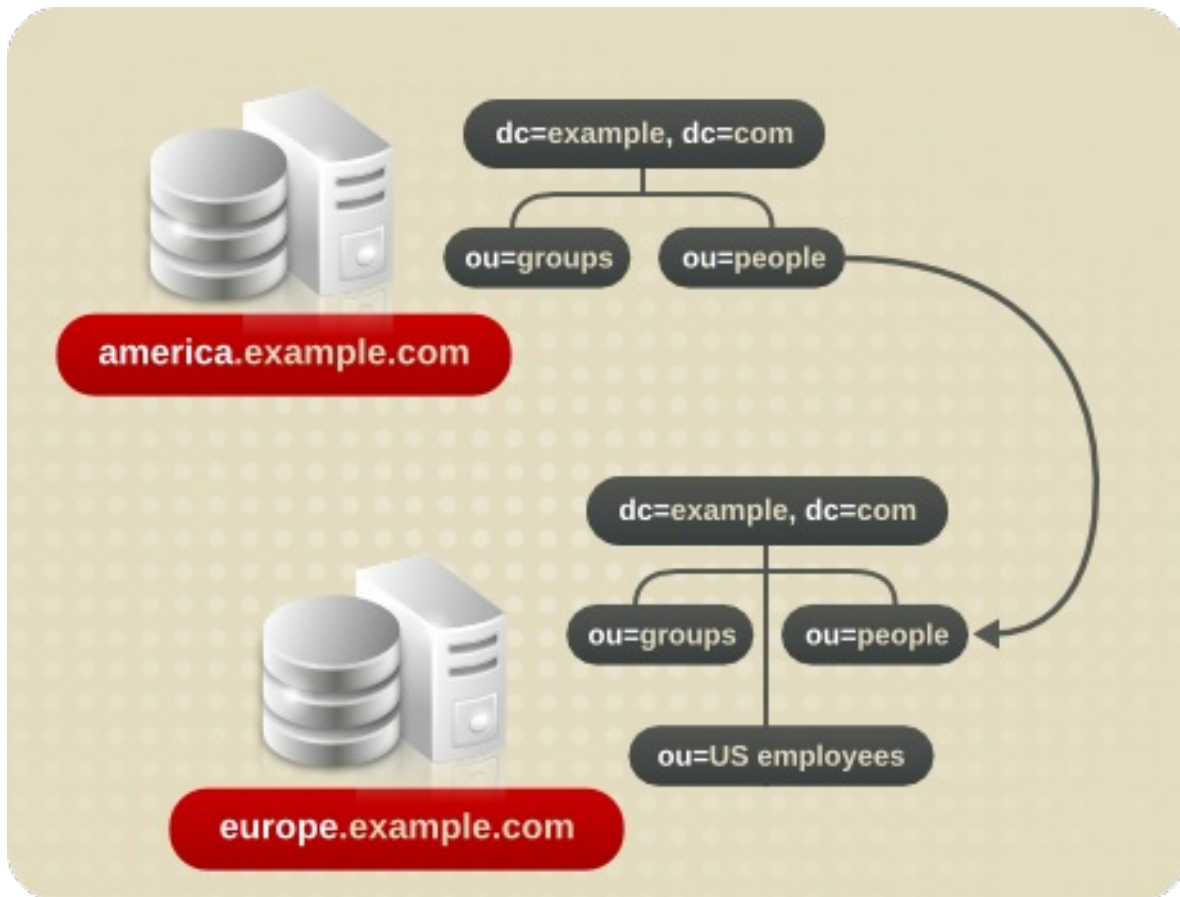 dc=example, dc=com
ou=groups
ou=people
america.example.com
dc=example, dc=com
ou=groups
ou=people
ou=US employees
europe.example.com